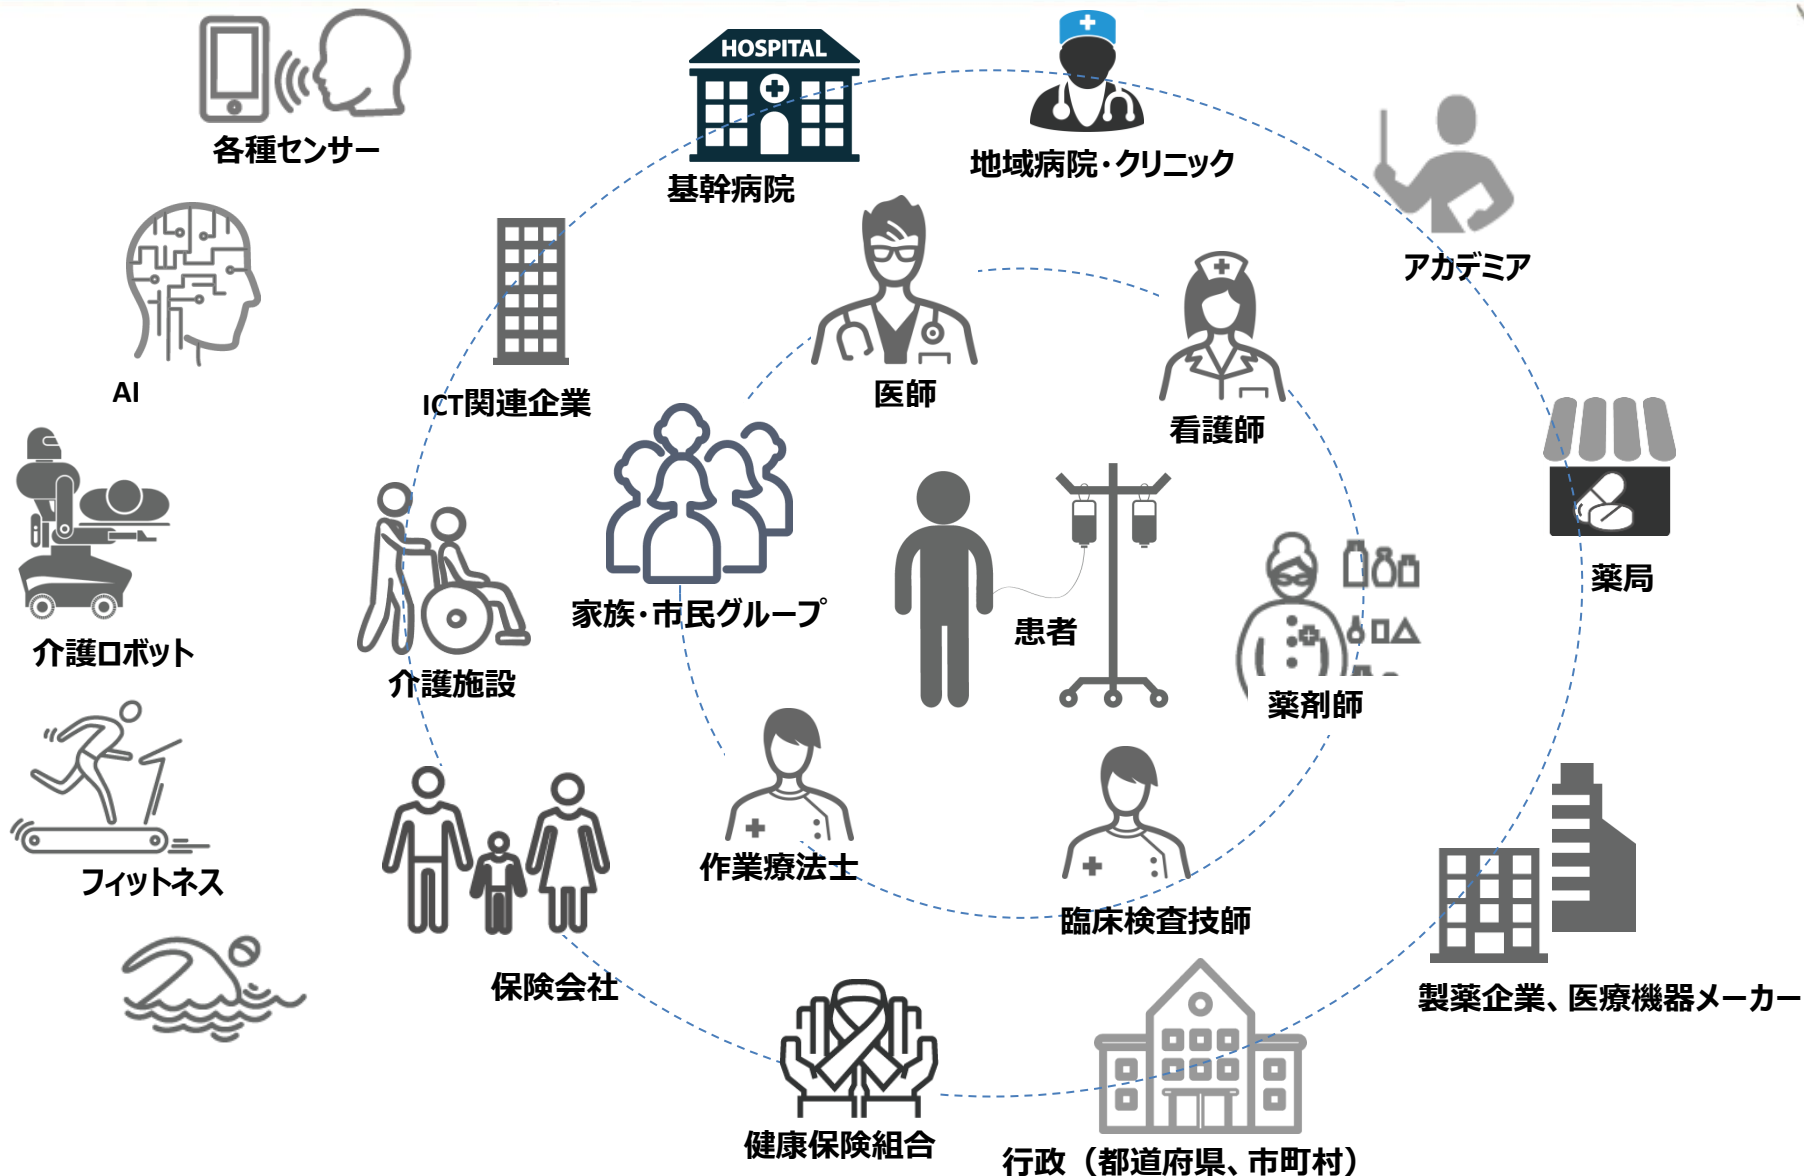 HOSPITAL
各種センサー
基幹病院
地域病院・クリニック
アカデミア
AI
ICT関連企業
医師
看護師
薬局
介護ロボット
介護施設
家族・市民グループ
患者
薬剤師
フィットネス
作業療法士
臨床検査技師
保険会社
製薬企業、医療機器メーカー
健康保険組合
行政（都道府県、市町村）